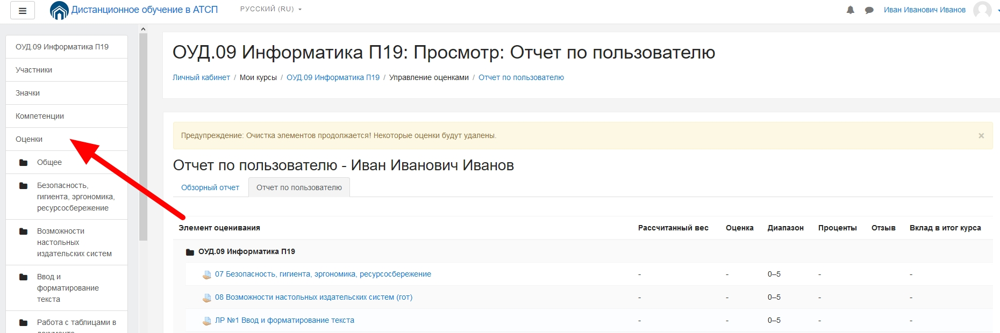 Дистанционное обучение в АТСП
РУССКИЙ (RU)
Иван Иванович Иванов
ОУД.09 Информатика П19
Участники
Значки
Компетенции
Оценки
Общее
Безопасность,
гигиента, эргономика,
ресурсосбережение
Возможности
настольных
издательских систем
Ввод и
форматирование
текста
Работа с таблицами в
документе
ОУД.09 Информатика П19: Просмотр: Отчет по пользователю
Личный кабинет / Мои курсы / ОУД.09 Информатика П19 / Управление оценками / Отчет по пользователю
Предупреждение: Очистка элементов продолжается! Некоторые оценки будут удалены. ×
Отчет по пользователю - Иван Иванович Иванов
Обзорный отчет Отчет по пользователю
Элемент оценивания Рассчитанный вес Оценка Диапазон Проценты Отзыв Вклад в итог курса
ОУД.09 Информатика П19
07 Безопасность, гигиента, эргономика, ресурсосбережение - - 0–5 - -
08 Возможности настольных издательских систем (гот) - - 0–5 - -
ЛР №1 Ввод и форматирование текста - - 0–5 - -